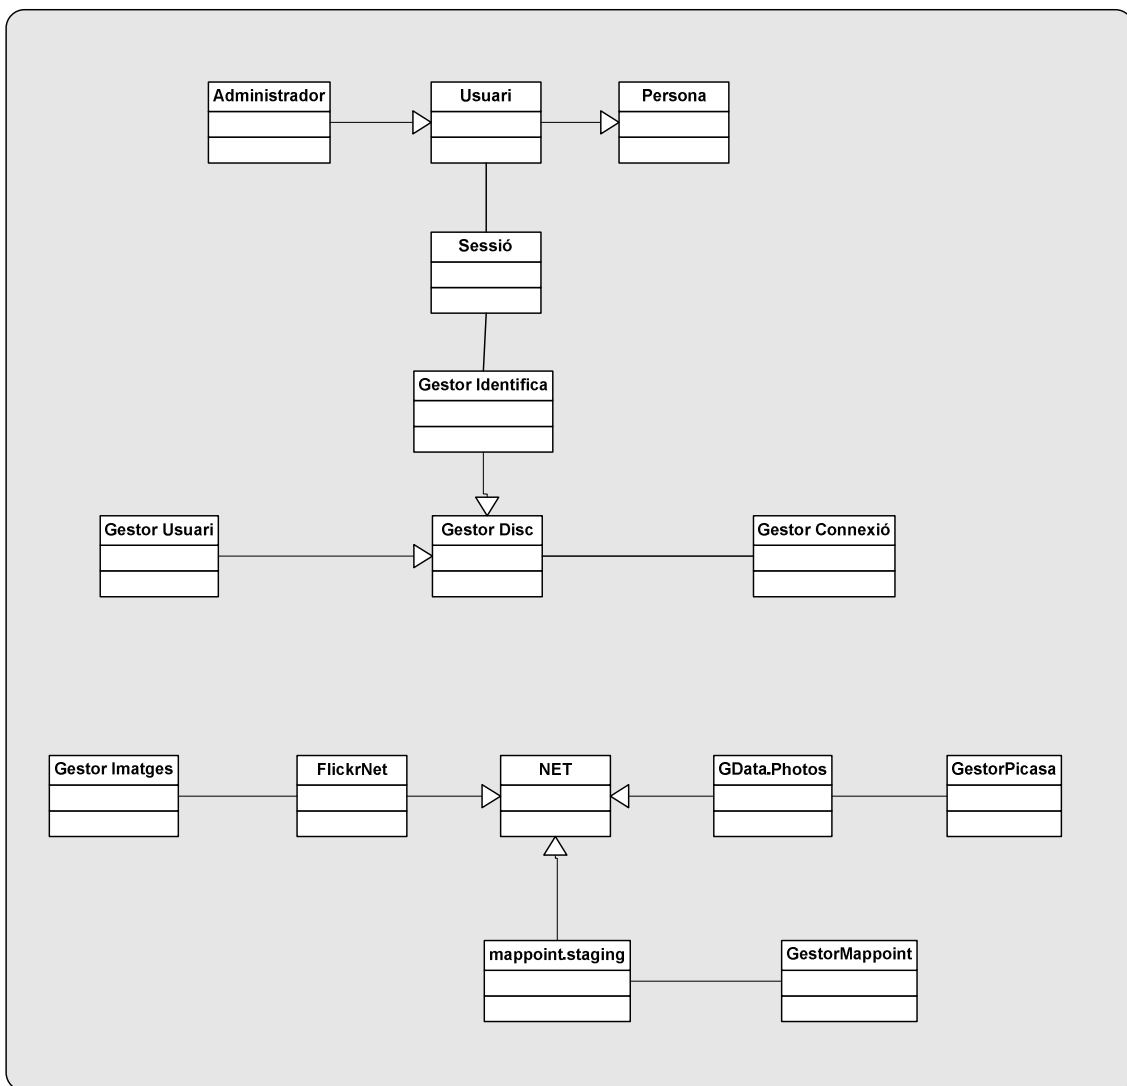 Administrador
Usuari
Persona
Sessió
Gestor Identifica
Gestor Usuari
Gestor Disc
Gestor Connexió
Gestor Imatges
FlickrNet
NET
GData.Photos
GestorPicasa
mappoint.staging
GestorMappoint